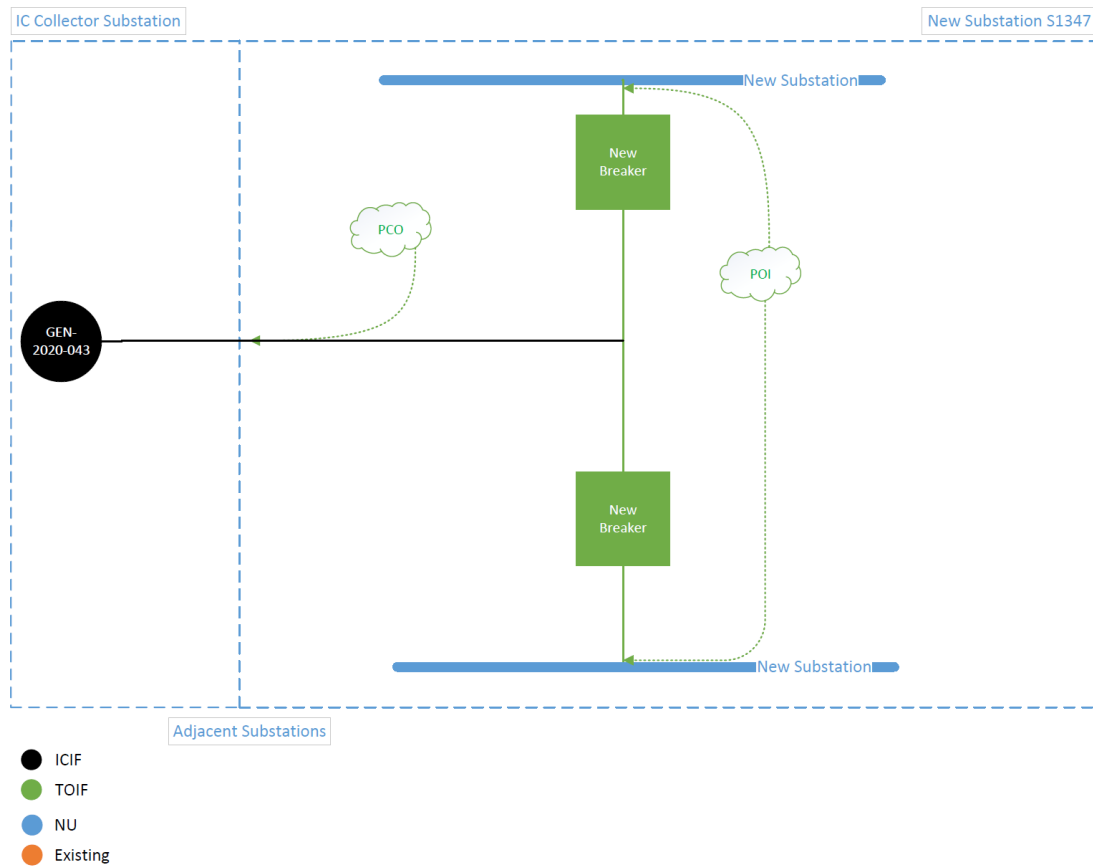 IC Collector Substation
New Substation S1347
New Substation
New
Breaker
PCO
POI
GEN-
2020-043
New
Breaker
New Substation
Adjacent Substations
ICIF
TOIF
NU
Existing